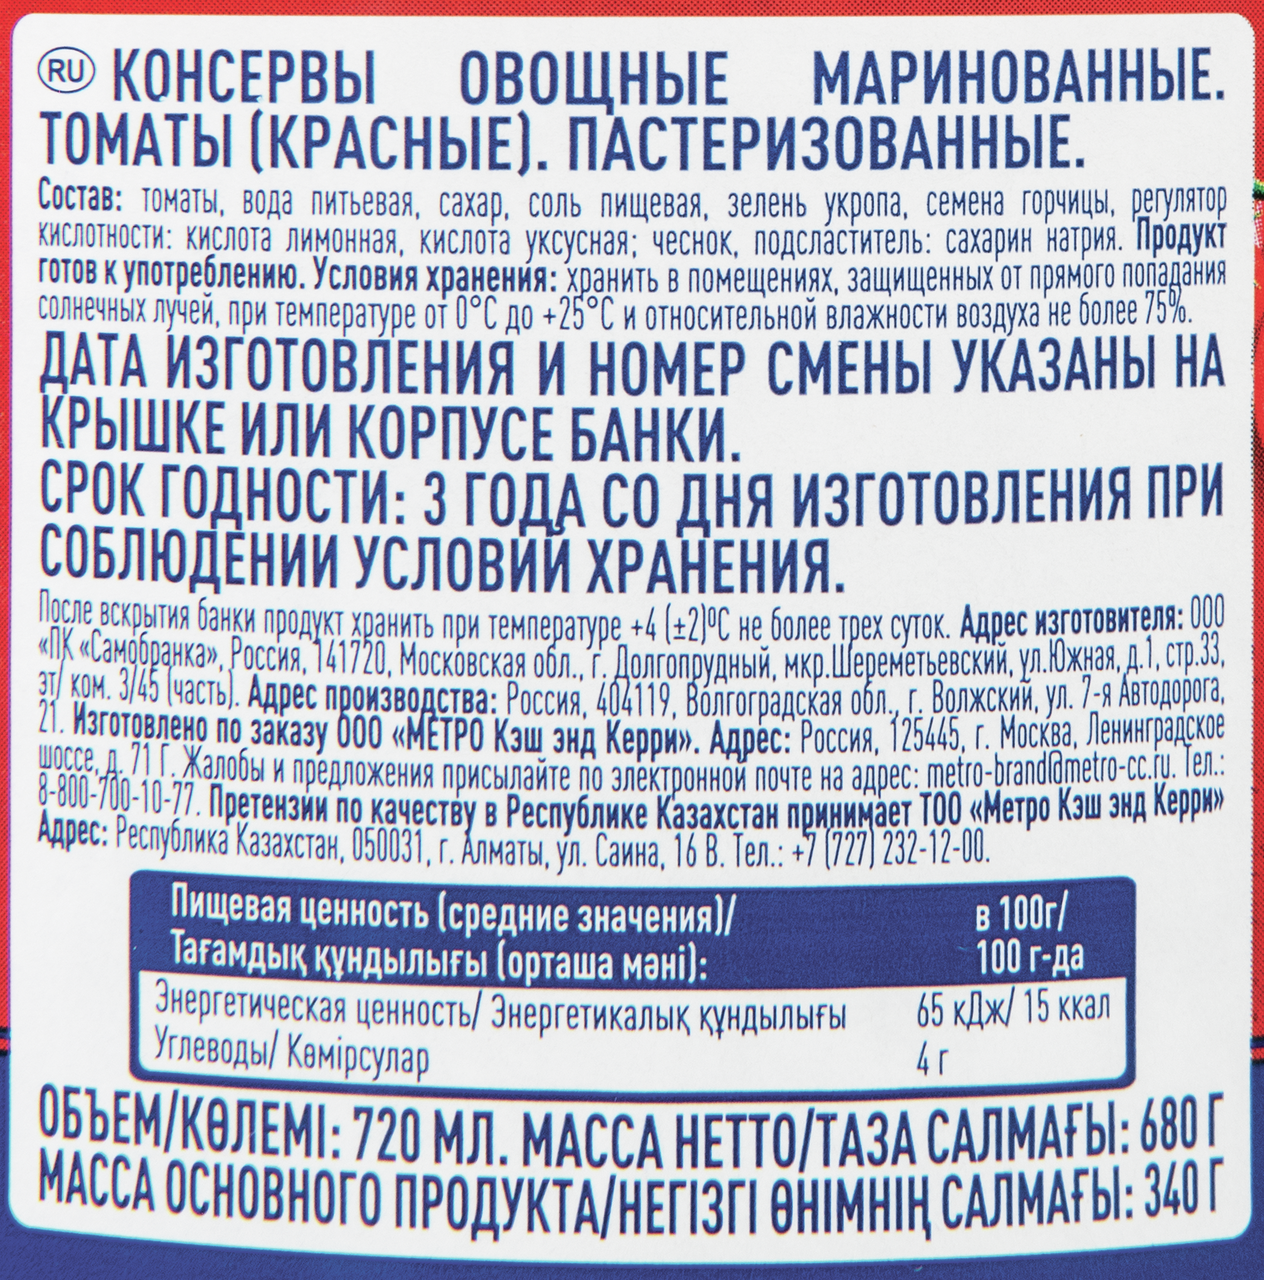 RU КОНСЕРВЫ ОВОЩНЫЕ МАРИНОВАННЫЕ.
ТОМАТЫ (КРАСНЫЕ). ПАСТЕРИЗОВАННЫЕ.
Состав: томаты, вода питьевая, сахар, соль пищевая, зелень укропа, семена горчицы, регулятор
кислотности: кислота лимонная, кислота уксусная; чеснок, подсластитель: сахарин натрия. Продукт
готов к употреблению. Условия хранения: хранить в помещениях, защищенных от прямого попадания
солнечных лучей, при температуре от 0°С до +25°С и относительной влажности воздуха не более 75%.
ДАТА ИЗГОТОВЛЕНИЯ И НОМЕР СМЕНЫ УКАЗАНЫ НА
КРЫШКЕ ИЛИ КОРПУСЕ БАНКИ.
СРОК ГОДНОСТИ: 3 ГОДА СО ДНЯ ИЗГОТОВЛЕНИЯ ПРИ
СОБЛЮДЕНИИ УСЛОВИЙ ХРАНЕНИЯ.
После вскрытия банки продукт хранить при температуре +4 (±2)ºС не более трех суток. Адрес изготовителя: ООО
«ПК «Самобранка», Россия, 141720, Московская обл., г. Долгопрудный, мкр.Шереметьевский, ул.Южная, д.1, стр.33,
эт/ ком. 3/45 (часть). Адрес производства: Россия, 404119, Волгоградская обл., г. Волжский, ул. 7-я Автодорога,
21. Изготовлено по заказу ООО «МЕТРО Кэш энд Керри». Адрес: Россия, 125445, г. Москва, Ленинградское
шоссе, д. 71 Г. Жалобы и предложения присылайте по электронной почте на адрес: metro-brand@metro-cc.ru. Тел.:
8-800-700-10-77. Претензии по качеству в Республике Казахстан принимает ТОО «Метро Кэш энд Керри»
Адрес: Республика Казахстан, 050031, г. Алматы, ул. Саина, 16 В. Тел.: +7 (727) 232-12-00.
Пищевая ценность (средние значения)/ в 100г/
Тағамдық құндылығы (орташа мәні): 100 г-да
Энергетическая ценность/ Энергетикалық құндылығы 65 кДж/ 15 ккал
Углеводы/ Көмірсулар 4 г
ОБЪЕМ/КӨЛЕМІ: 720 МЛ. МАССА НЕТТО/ТАЗА САЛМАҒЫ: 680 Г
МАССА ОСНОВНОГО ПРОДУКТА/НЕГІЗГІ ӨНІМНІҢ САЛМАҒЫ: 340 Г